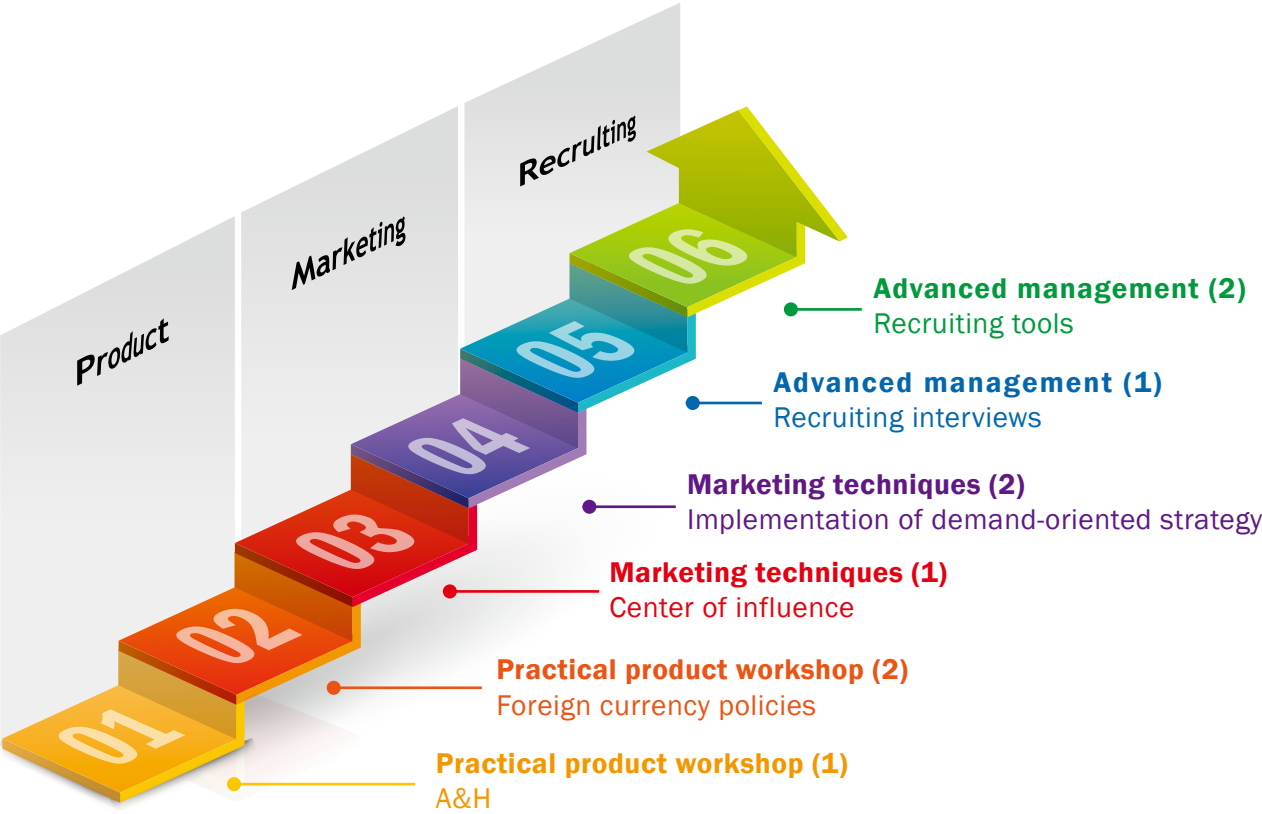 Product
Marketing
Recrulting
06
Advanced management (2)
Recruiting tools
05
Advanced management (1)
Recruiting interviews
04
Marketing techniques (2)
Implementation of demand-oriented strategy
03
Marketing techniques (1)
Center of influence
02
Practical product workshop (2)
Foreign currency policies
01
Practical product workshop (1)
A&H